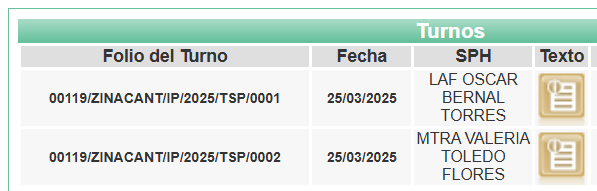 Turnos
Folio del Turno Fecha SPH Texto
00119/ZINACANT/IP/2025/TSP/0001 25/03/2025 LAF OSCAR
BERNAL
TORRES
00119/ZINACANT/IP/2025/TSP/0002 25/03/2025 MTRA VALERIA
TOLEDO
FLORES